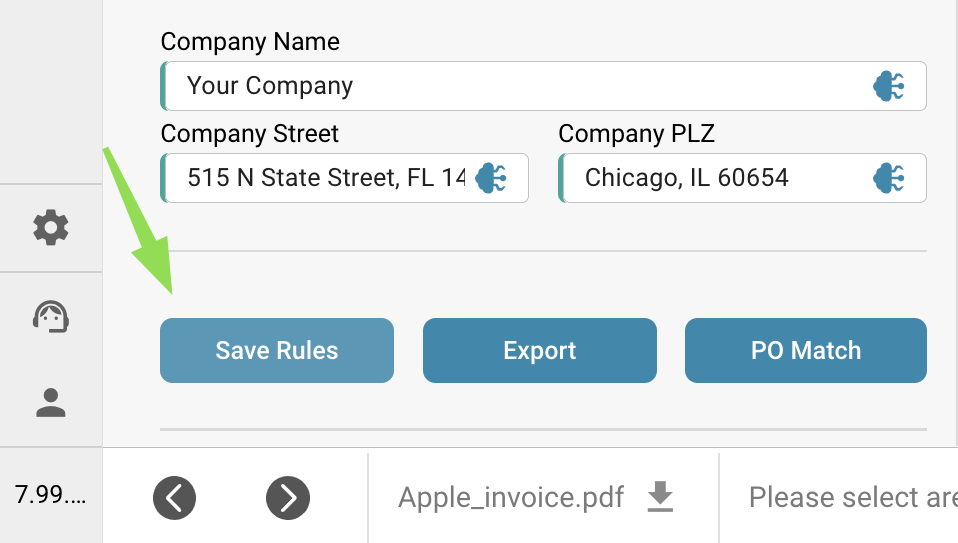 Company Name
Your Company
Company Street
Company PLZ
515 N State Street, FL 14
Chicago, IL 60654
Save Rules
Export
PO Match
7.99....
Apple_invoice.pdf
Please select are